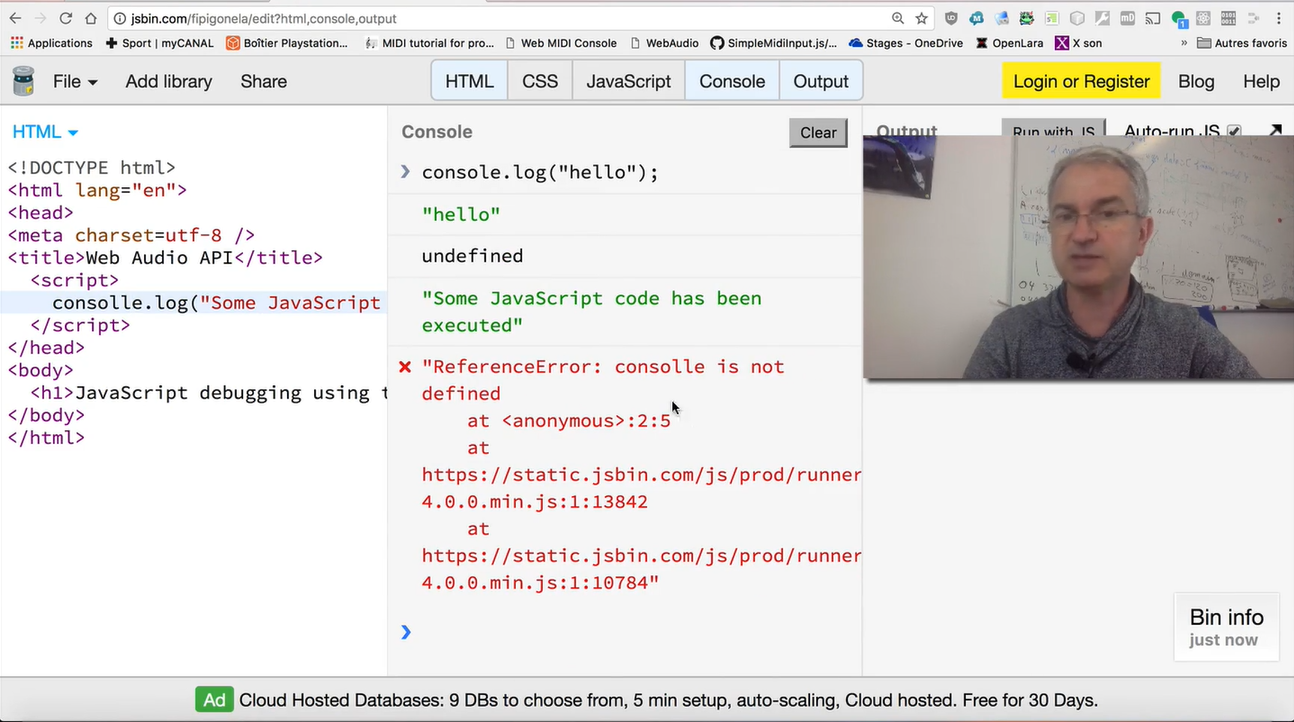 jsbin.com/fipigonela/edit?html,console,output
Applications
Sport | myCANAL
Boîtier Playstation...
MIDI tutorial for pro...
Web MIDI Console
WebAudio
SimpleMidiInput.js/...
Stages - OneDrive
OpenLara
X son
»
Autres favoris
File
Add library
Share
HTML
CSS
JavaScript
Console
Output
Login or Register
Blog
Help
HTML
<!DOCTYPE html>
<html lang="en">
<head>
<meta charset=utf-8 />
<title>Web Audio API</title>
<script>
consolle.log("Some JavaScript
</script>
</head>
<body>
<h1>JavaScript debugging using t
</body>
</html>
Console
Clear
console.log("hello");
"hello"
undefined
"Some JavaScript code has been
executed"
"ReferenceError: consolle is not
defined
at <anonymous>:2:5
at
https://static.jsbin.com/js/prod/runner
4.0.0.min.js:1:13842
at
https://static.jsbin.com/js/prod/runner
4.0.0.min.js:1:10784"
Output
Run with JS
Auto-run JS
Bin info
just now
Ad
Cloud Hosted Databases: 9 DBs to choose from, 5 min setup, auto-scaling, Cloud hosted. Free for 30 Days.